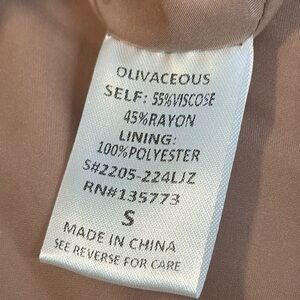 OLIVACEOUS
SELF: 55%VISCOSE
45%RAYON
LINING:
100%POLYESTER
S#2205-224LJZ
RN#135773
S
MADE IN CHINA
SEE REVERSE FOR CARE